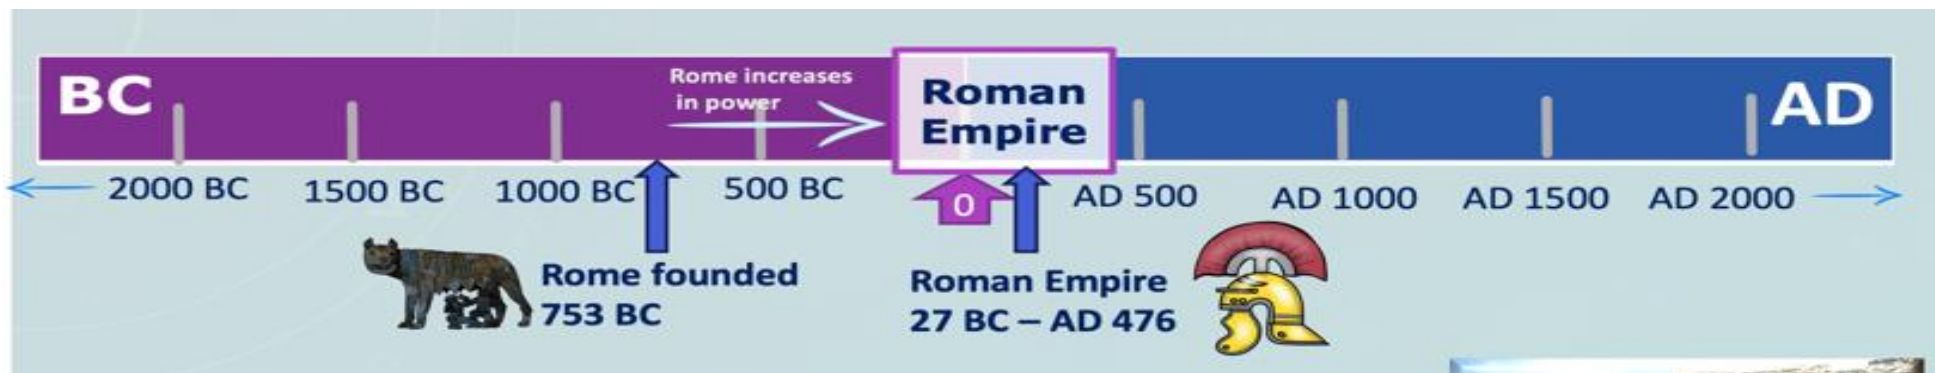 BC
Rome increases
in power
Roman
Empire
AD
2000 BC
1500 BC
1000 BC
500 BC
0
AD 500
AD 1000
AD 1500
AD 2000
Rome founded
753 BC
Roman Empire
27 BC – AD 476